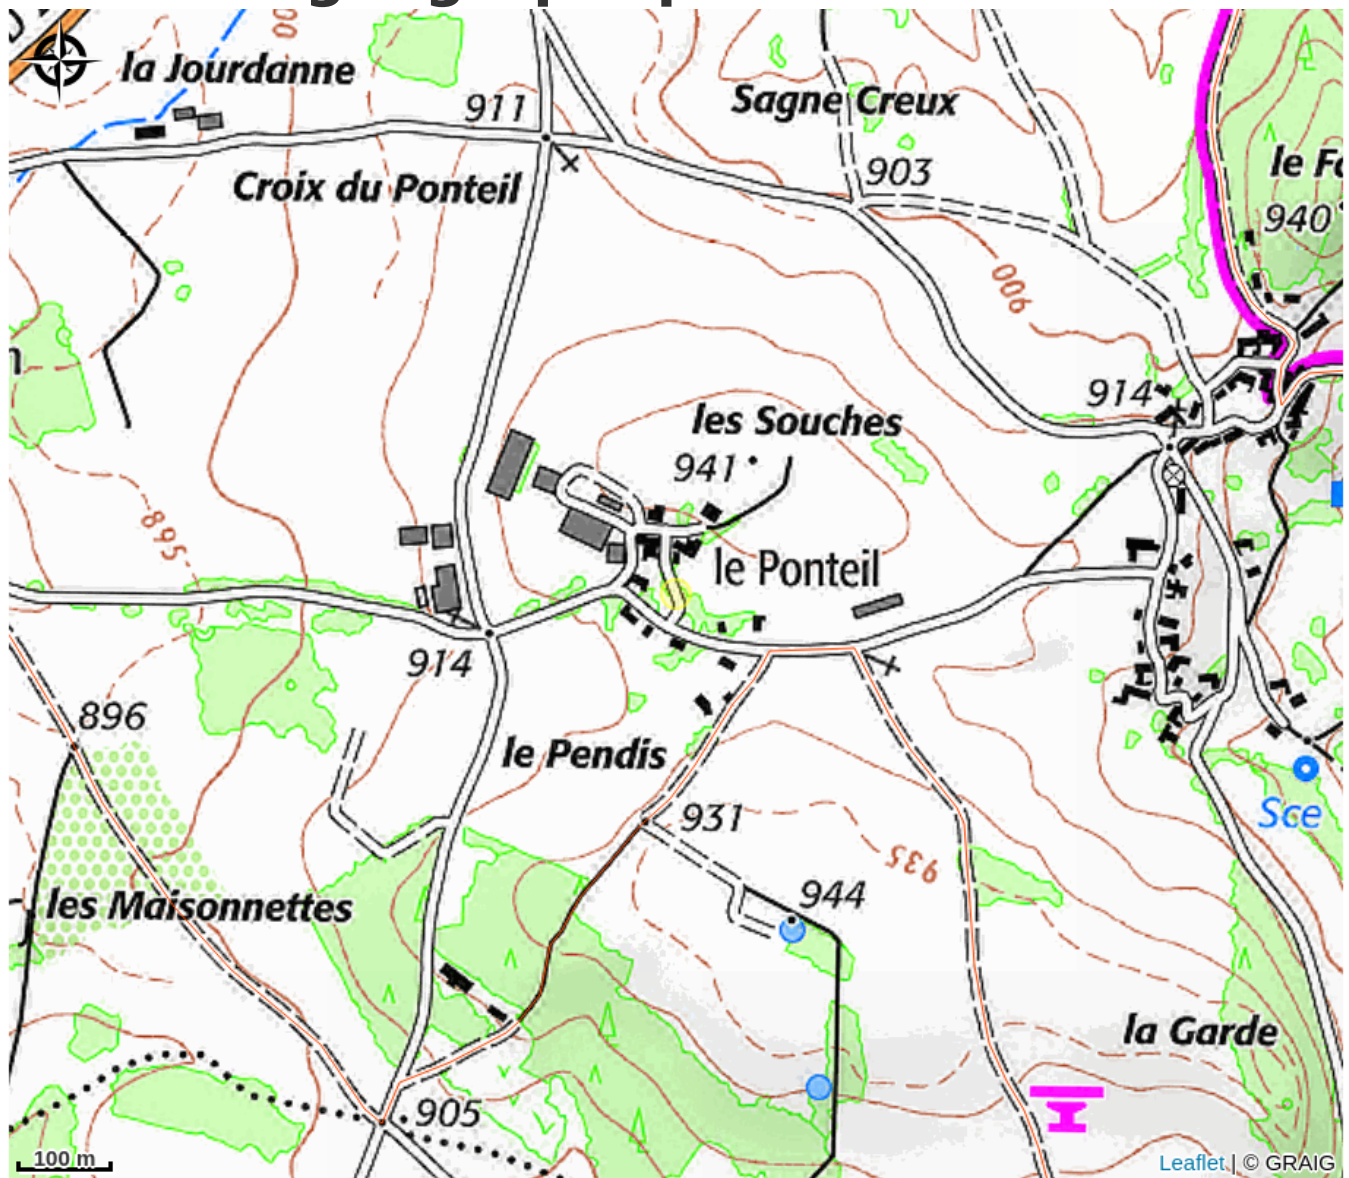 la Jourdanne
911
Sagne Creux
903
Croix du Ponteil
le
940
900
914
les Souches
941
895
le Ponteil
914
896
le Pendis
931
Sce
935
944
les Maisonnettes
la Garde
905
100 m
Leaflet | © GRAIG